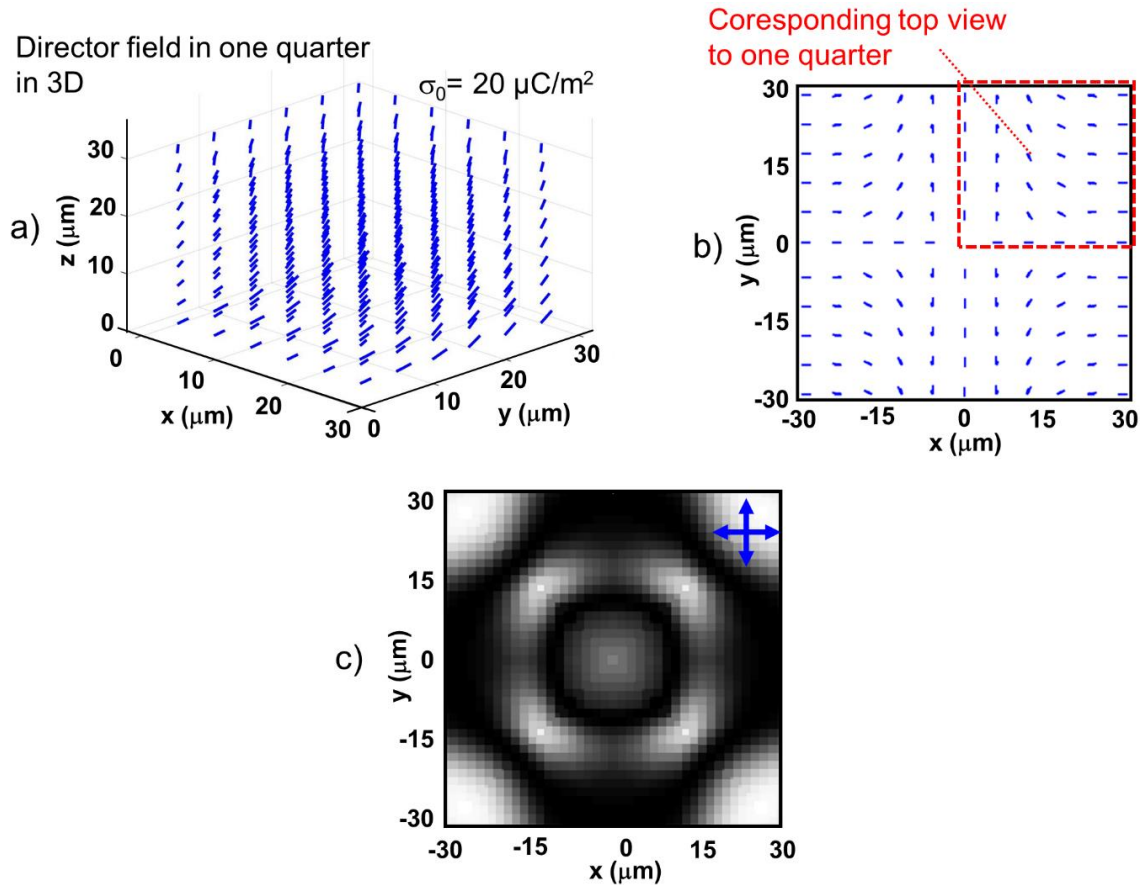 Director field in one quarter
in 3D
σ₀= 20 μC/m²
a)
z (μm)
30
20
10
0
0
10
20
30
x (μm)
0
10
20
30
y (μm)
Coresponding top view
to one quarter
b)
y (μm)
30
15
0
-15
-30
-30
-15
0
15
30
x (μm)
c)
y (μm)
30
15
0
-15
-30
-30
-15
0
15
30
x (μm)